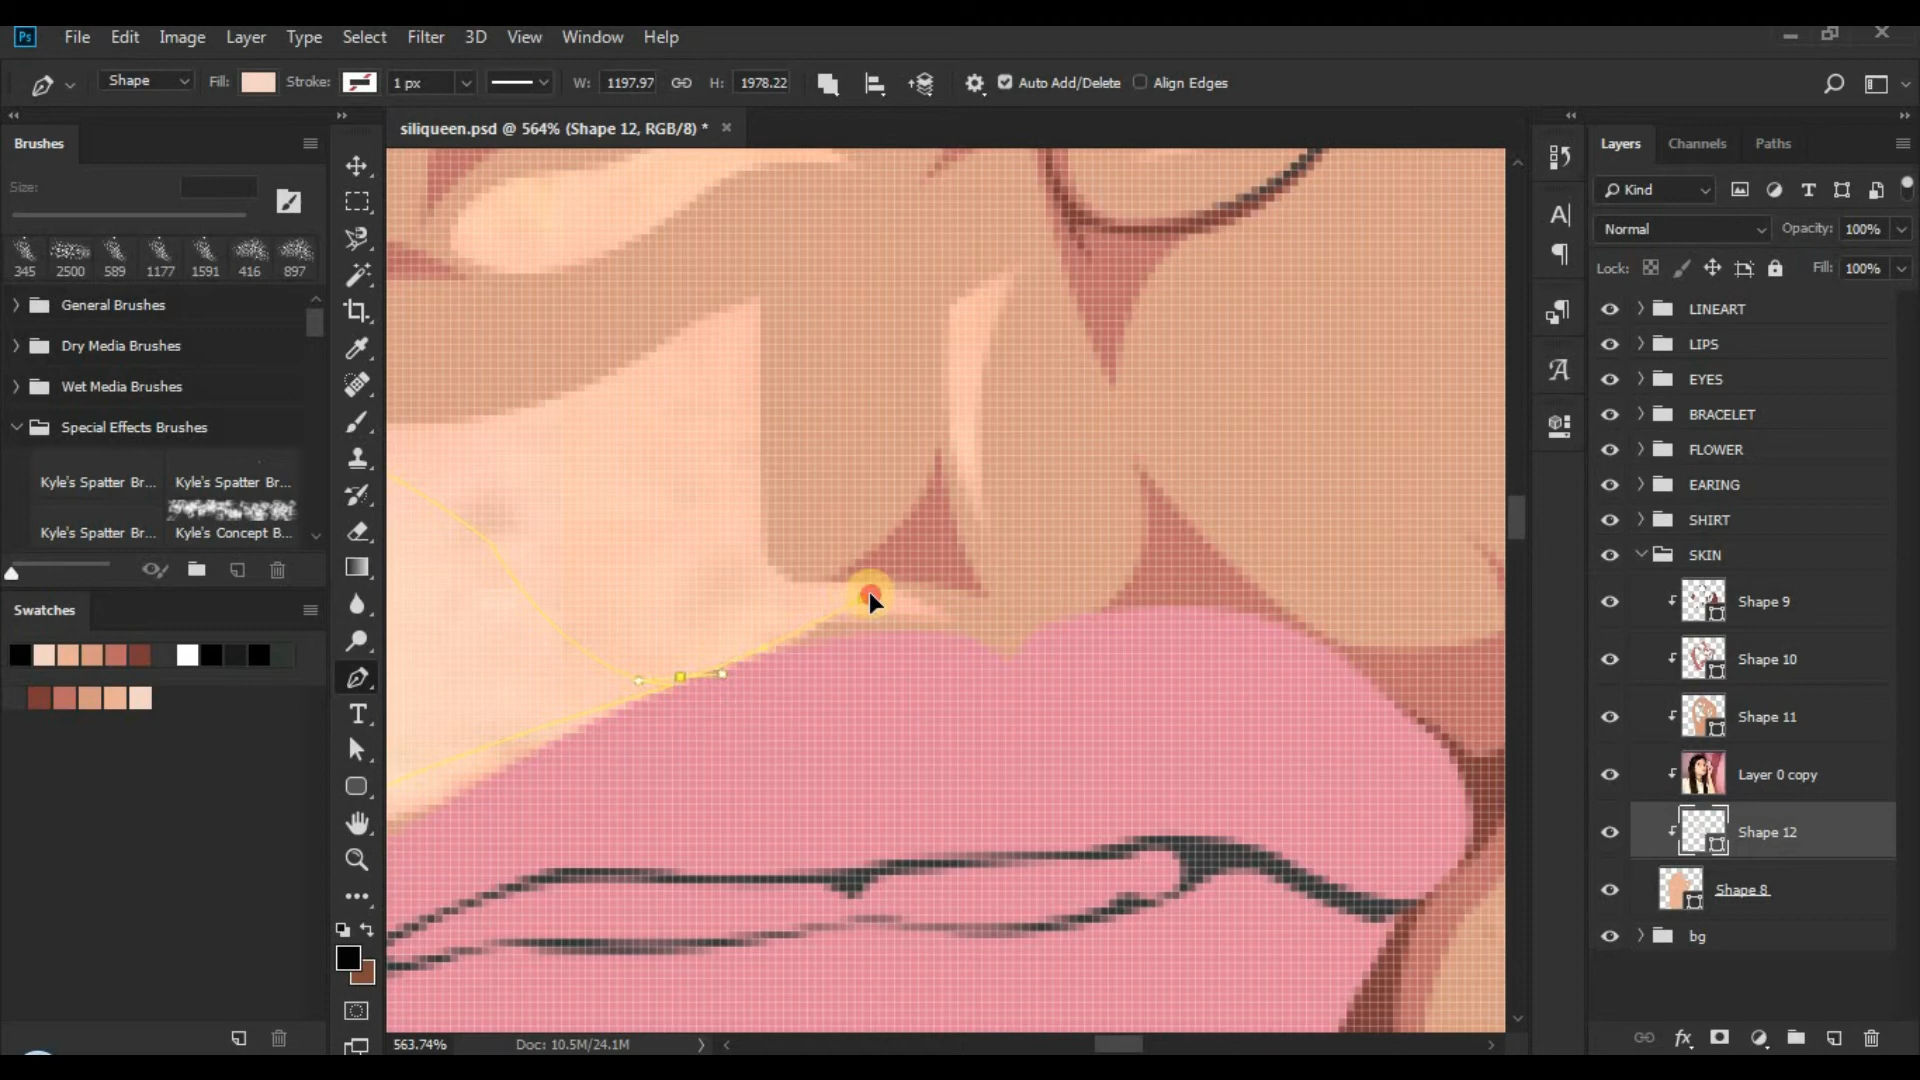 Ps File Edit Image Layer Type Select Filter 3D View Window Help
Shape Fill: Stroke: 1 px W: 1197.97 H: 1978.22 Auto Add/Delete Align Edges
siliqueen.psd @ 564% (Shape 12, RGB/8) *
Brushes
Size:
345 2500 589 1177 1591 416 897
General Brushes
Dry Media Brushes
Wet Media Brushes
Special Effects Brushes
Kyle's Spatter Br... Kyle's Spatter Br...
Kyle's Spatter Br... Kyle's Concept B...
Swatches
563.74% Doc: 10.5M/24.1M
Layers Channels Paths
Kind
Normal Opacity: 100%
Lock: Fill: 100%
LINEART
LIPS
EYES
BRACELET
FLOWER
EARING
SHIRT
SKIN
Shape 9
Shape 10
Shape 11
Layer 0 copy
Shape 12
Shape 8
bg